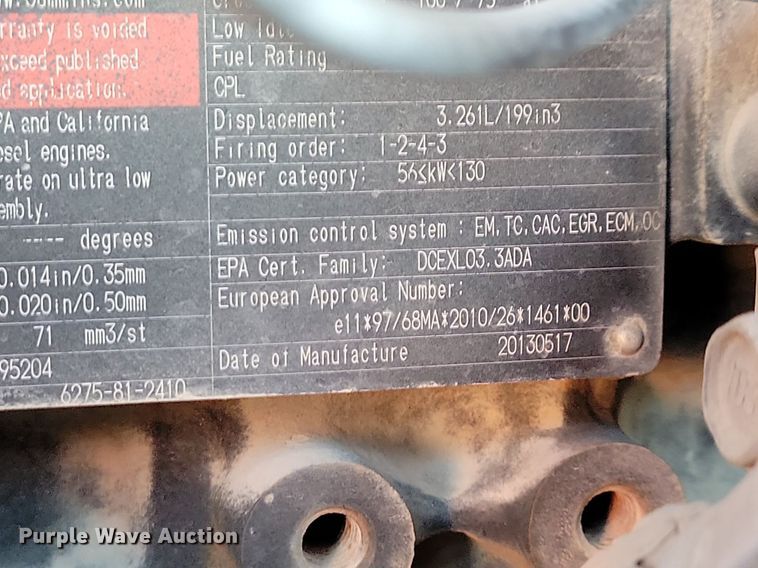 rranty is voided
xceed published
d application.
PA and California
esel engines.
rate on ultra low
embly.
---- degrees
0.014in/0.35mm
0.020in/0.50mm
71 mm3/st
95204
6275-81-2410
Low Idle
Fuel Rating
CPL
Displacement: 3.261L/199in3
Firing order: 1-2-4-3
Power category: 56≤kW<130
Emission control system : EM,TC,CAC,EGR,ECM,OC
EPA Cert. Family: DCEXL03.3ADA
European Approval Number:
e11*97/68MA*2010/26*1461*00
Date of Manufacture 20130517
Purple Wave Auction®